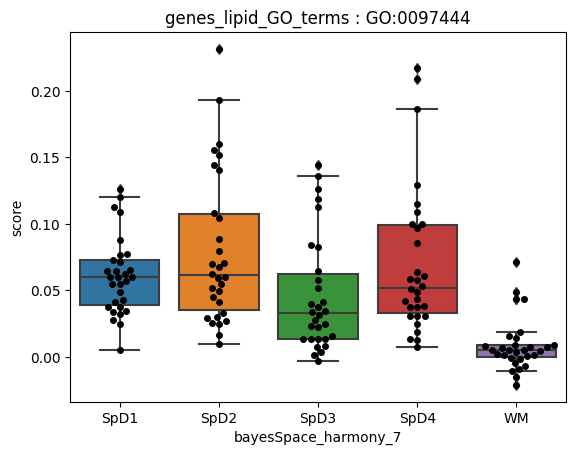 genes_lipid_GO_terms : GO:0097444
0.20
0.15
0.10
0.05
0.00
score
SpD1 SpD2 SpD3 SpD4 WM
bayesSpace_harmony_7